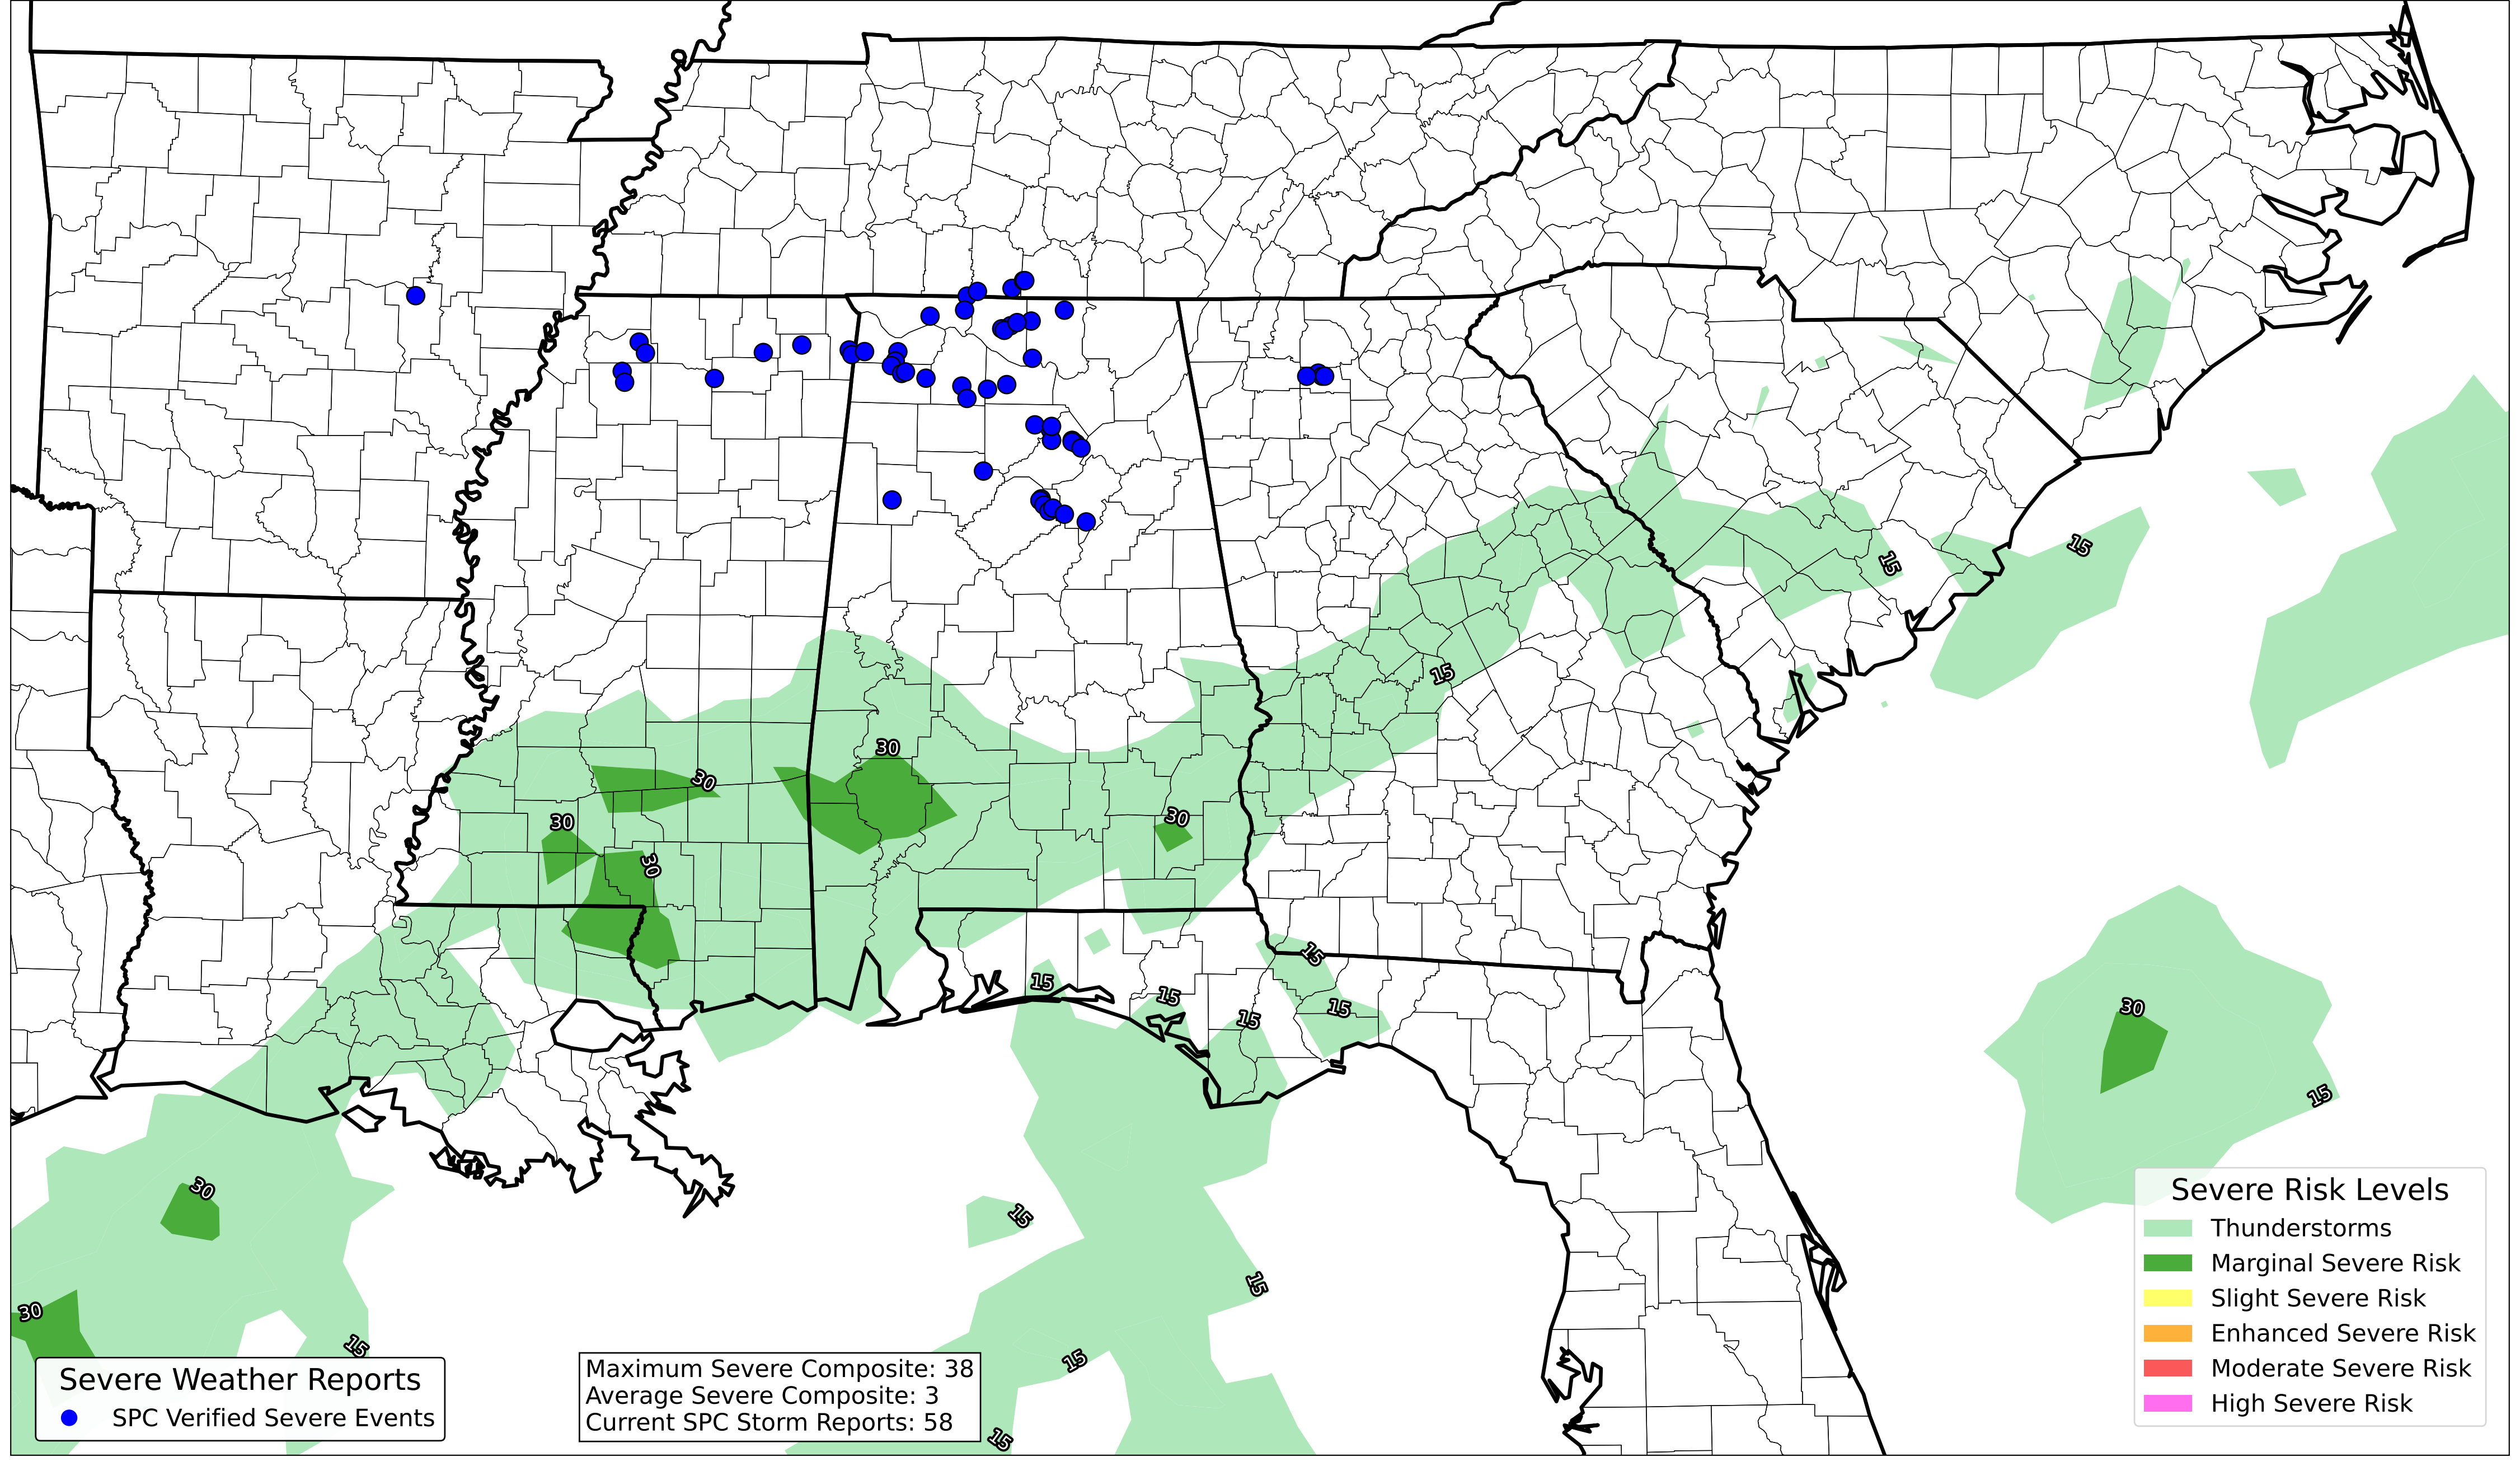 15
15
15
30
30
30
30
30
15
15
15
15
15
30
15
30
15
15
30
15
15
15
Severe Risk Levels
Thunderstorms
Marginal Severe Risk
Slight Severe Risk
Enhanced Severe Risk
Moderate Severe Risk
High Severe Risk
Severe Weather Reports
SPC Verified Severe Events
Maximum Severe Composite: 38
Average Severe Composite: 3
Current SPC Storm Reports: 58